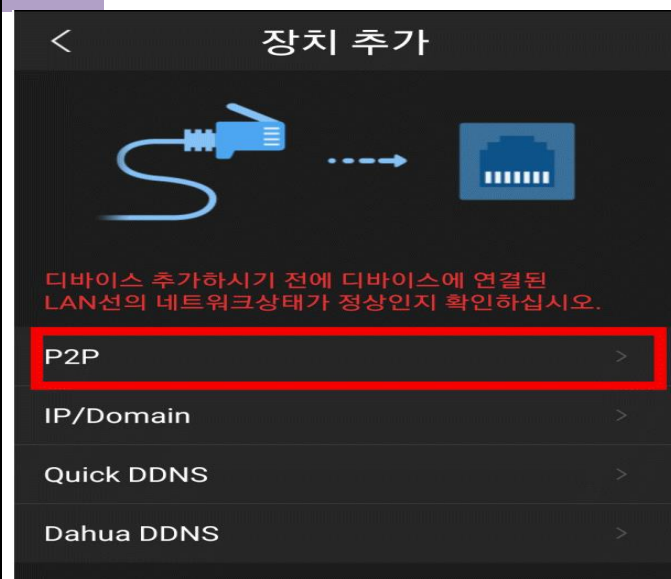 장치 추가
디바이스 추가하시기 전에 디바이스에 연결된
LAN선의 네트워크상태가 정상인지 확인하십시오.
P2P
IP/Domain
Quick DDNS
Dahua DDNS